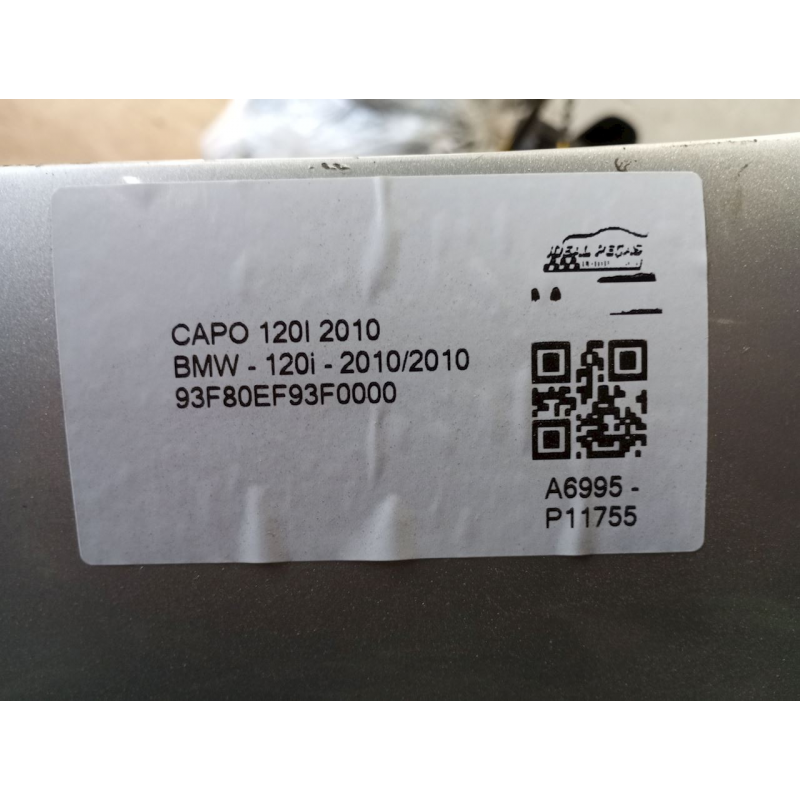 IDEAL PEÇAS
CAPO 120I 2010
BMW - 120i - 2010/2010
93F80EF93F0000
A6995 -
P11755